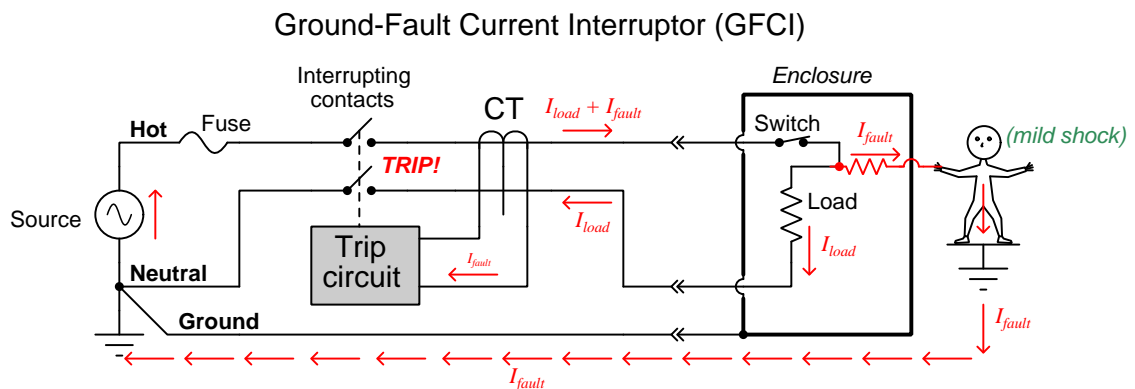 Ground-Fault Current Interruptor (GFCI)
Interrupting
contacts
CT
Enclosure
I_load + I_fault
Hot
Fuse
Switch
I_fault
(mild shock)
TRIP!
Source
Load
I_load
Trip
circuit
I_fault
I_load
Neutral
Ground
I_fault
I_fault